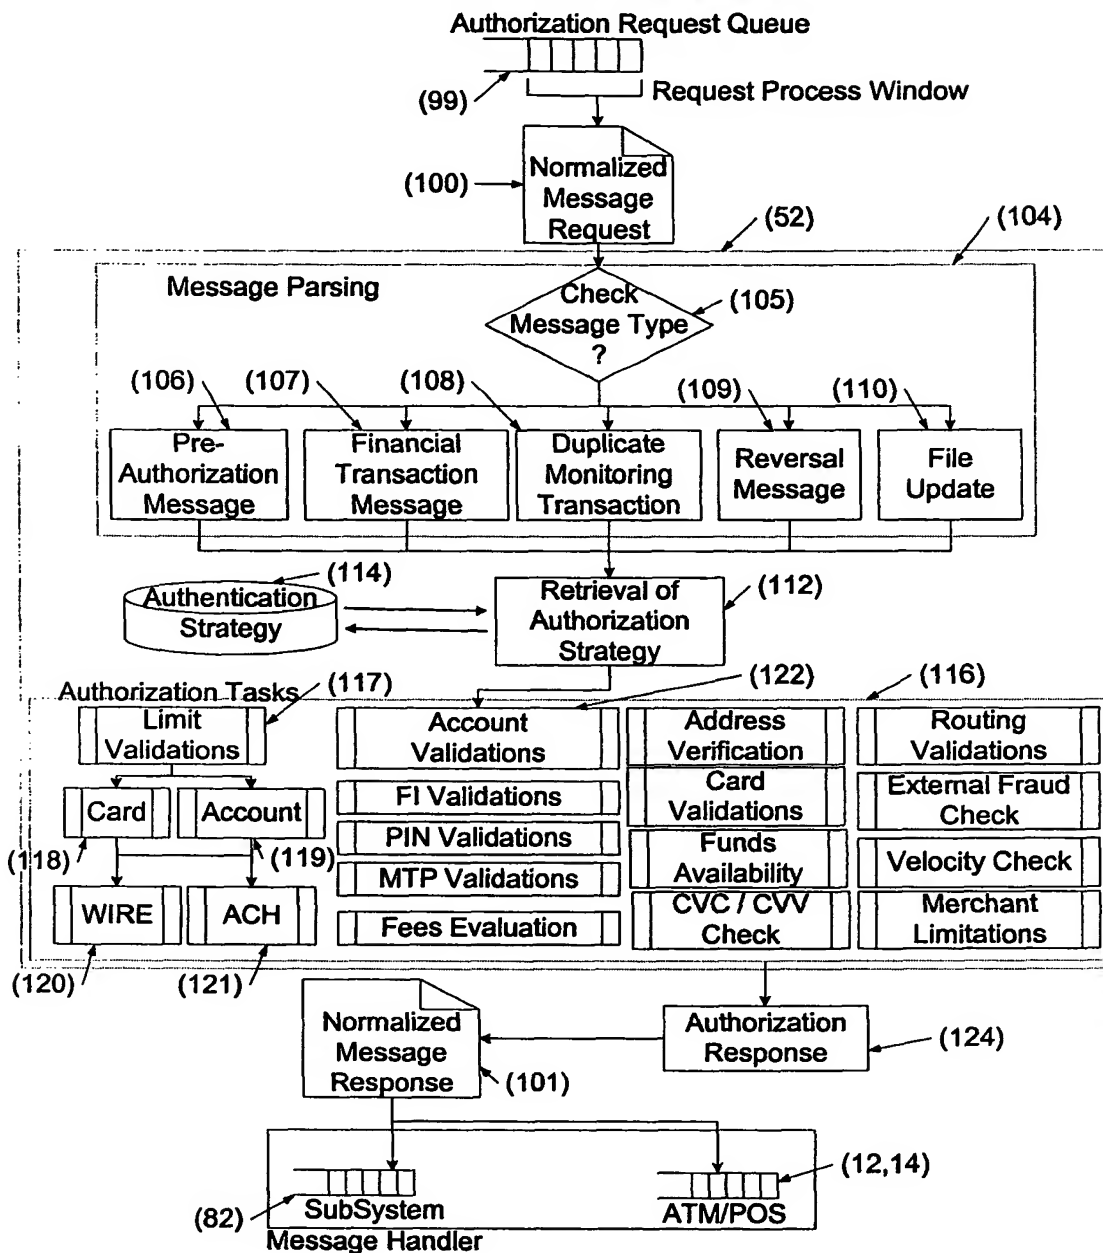 Authorization Request Queue
(99)
Request Process Window
(100)
Normalized
Message
Request
(52)
(104)
Message Parsing
Check
Message Type
?
(105)
(106)
(107)
(108)
(109)
(110)
Pre-
Authorization
Message
Financial
Transaction
Message
Duplicate
Monitoring
Transaction
Reversal
Message
File
Update
(114)
Authentication
Strategy
Retrieval of
Authorization
Strategy
(112)
Authorization Tasks
(117)
(122)
(116)
Limit
Validations
Card
Account
(118)
(119)
WIRE
ACH
(120)
(121)
Account
Validations
FI Validations
PIN Validations
MTP Validations
Fees Evaluation
Address
Verification
Card
Validations
Funds
Availability
CVC / CVV
Check
Routing
Validations
External Fraud
Check
Velocity Check
Merchant
Limitations
Normalized
Message
Response
(101)
Authorization
Response
(124)
(82)
SubSystem
ATM/POS
(12,14)
Message Handler